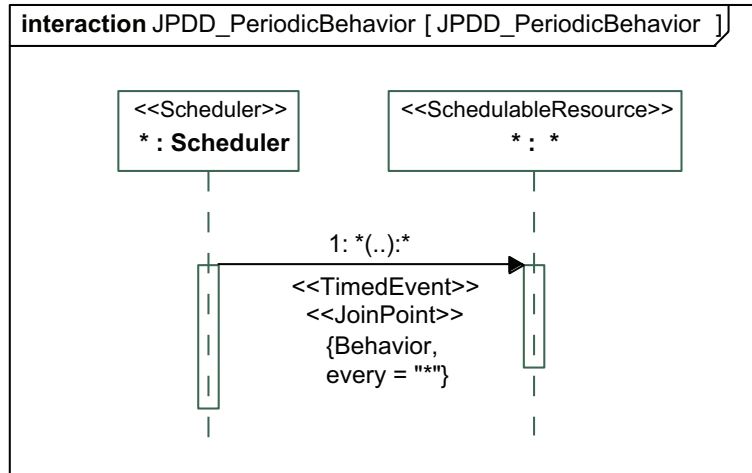 interaction JPDD_PeriodicBehavior [ JPDD_PeriodicBehavior ]
<<Scheduler>>
* : Scheduler
<<SchedulableResource>>
* : *
1: *(..):*
<<TimedEvent>>
<<JoinPoint>>
{Behavior,
every = "*"}